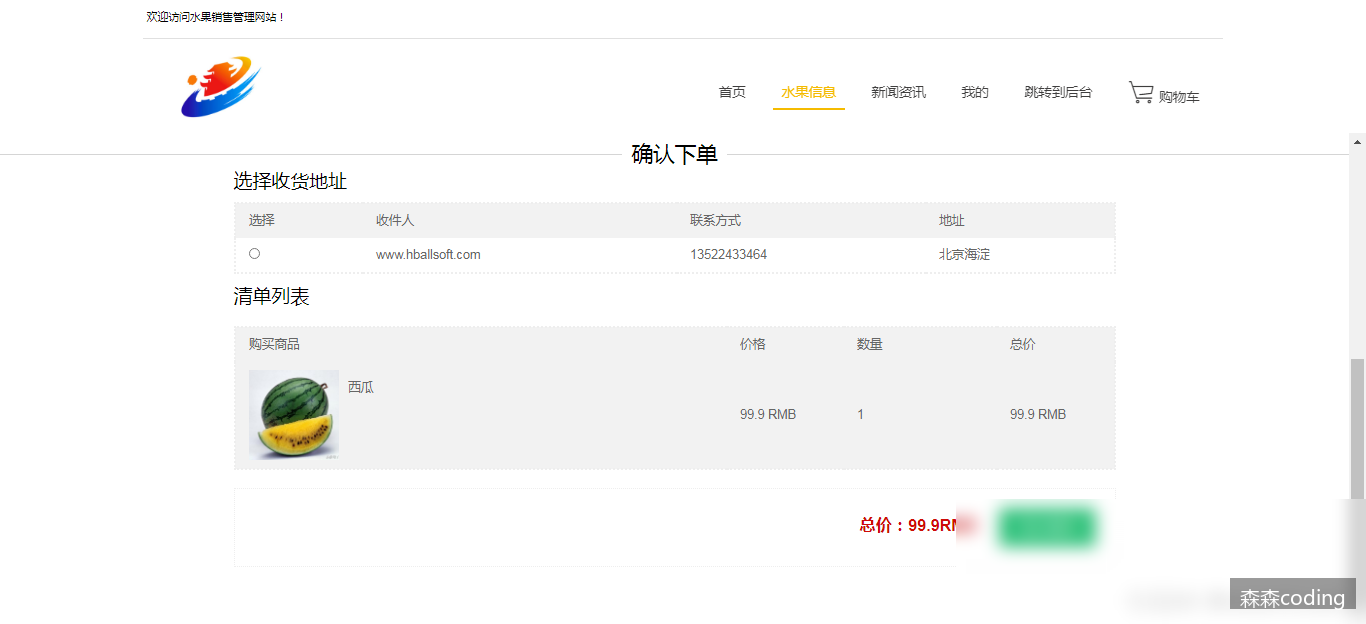 欢迎访问水果销售管理网站！
首页 水果信息 新闻资讯 我的 跳转到后台 购物车
确认下单
选择收货地址
选择 收件人 联系方式 地址
www.hballsoft.com 13522433464 北京海淀
清单列表
购买商品 价格 数量 总价
西瓜
99.9 RMB 1 99.9 RMB
总价：99.9R
森森coding